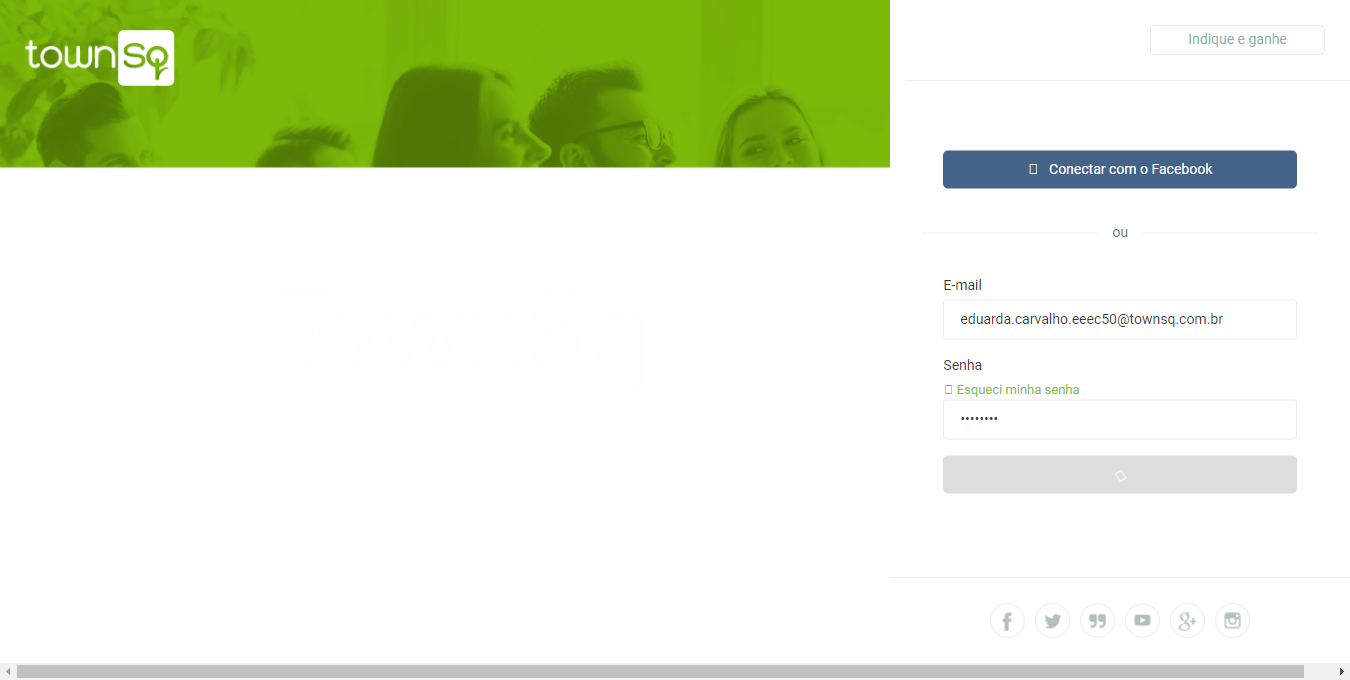 townSq
Indique e ganhe
Conectar com o Facebook
ou
E-mail
eduarda.carvalho.eeec50@townsq.com.br
Senha
Esqueci minha senha
••••••••